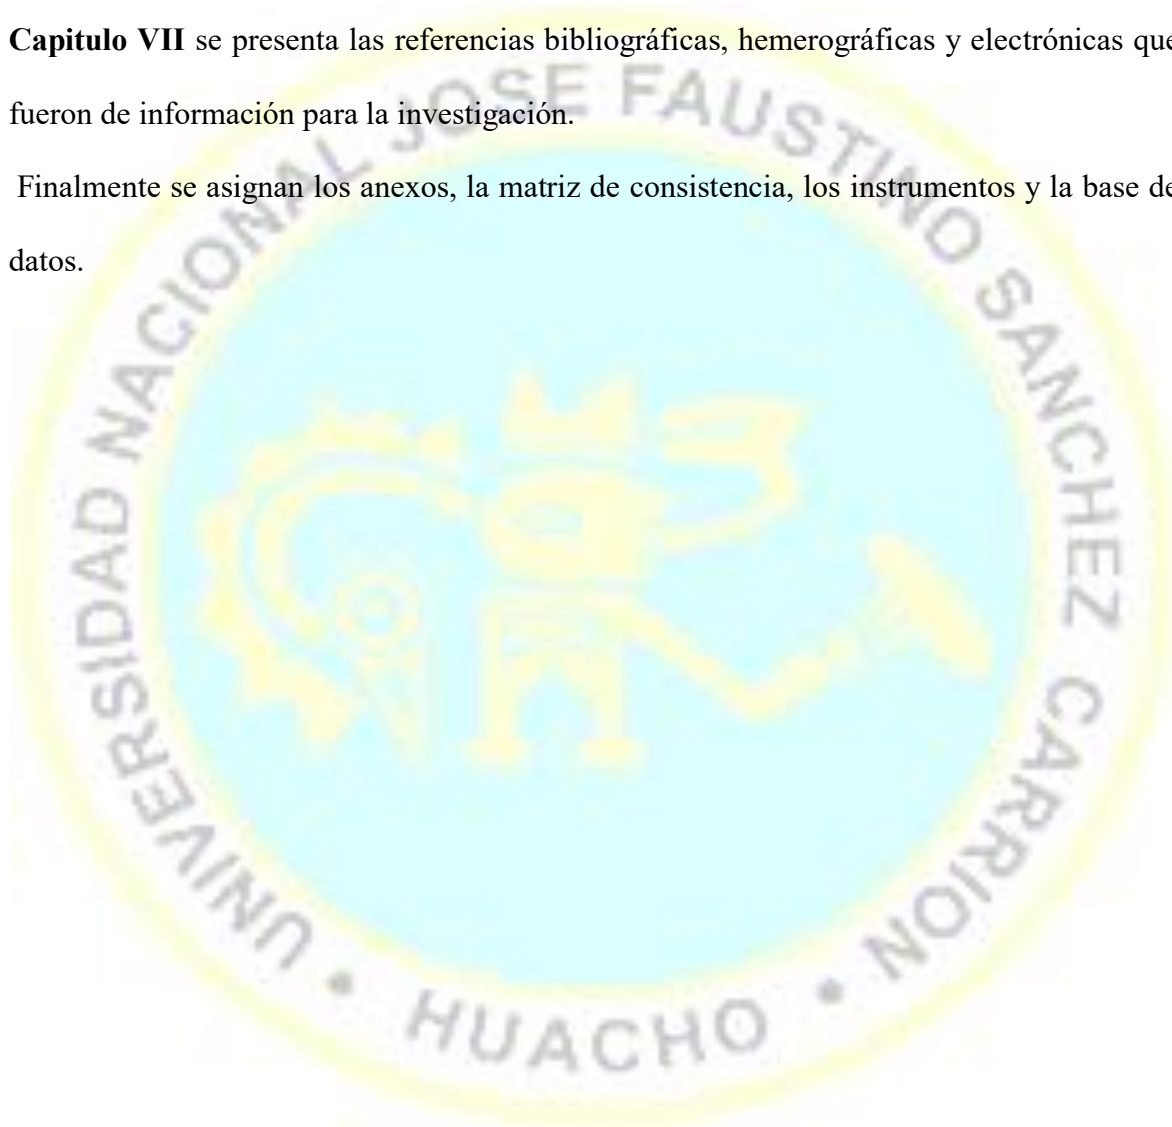 Capitulo VII se presenta las referencias bibliográficas, hemerográficas y electrónicas que
fueron de información para la investigación.
Finalmente se asignan los anexos, la matriz de consistencia, los instrumentos y la base de
datos.
UNIVERSIDAD NACIONAL JOSE FAUSTINO SANCHEZ CARRION
• HUACHO •